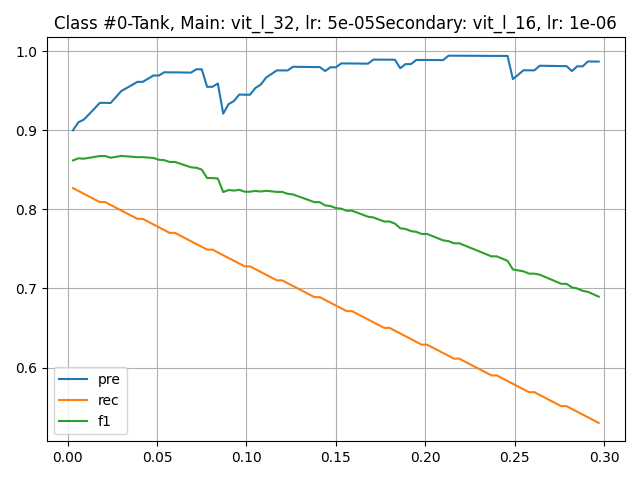 Class #0-Tank, Main: vit_l_32, lr: 5e-05Secondary: vit_l_16, lr: 1e-06
1.0
0.9
0.8
0.7
0.6
pre
rec
f1
0.00 0.05 0.10 0.15 0.20 0.25 0.30